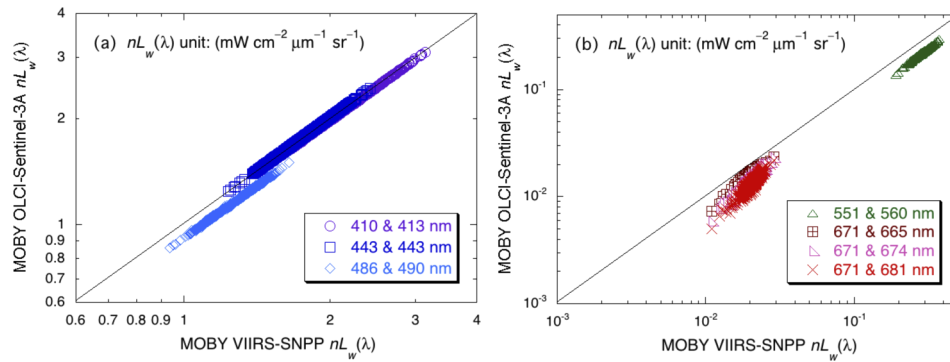 (a) nLw(λ) unit: (mW cm⁻² μm⁻¹ sr⁻¹)
MOBY OLCI-Sentinel-3A nLw(λ)
4
3
2
1
0.9
0.8
0.7
0.6
410 & 413 nm
443 & 443 nm
486 & 490 nm
0.6 0.7 0.8 0.9 1 2 3 4
MOBY VIIRS-SNPP nLw(λ)
(b) nLw(λ) unit: (mW cm⁻² μm⁻¹ sr⁻¹)
MOBY OLCI-Sentinel-3A nLw(λ)
10⁻¹
10⁻²
10⁻³
551 & 560 nm
671 & 665 nm
671 & 674 nm
671 & 681 nm
10⁻³ 10⁻² 10⁻¹
MOBY VIIRS-SNPP nLw(λ)